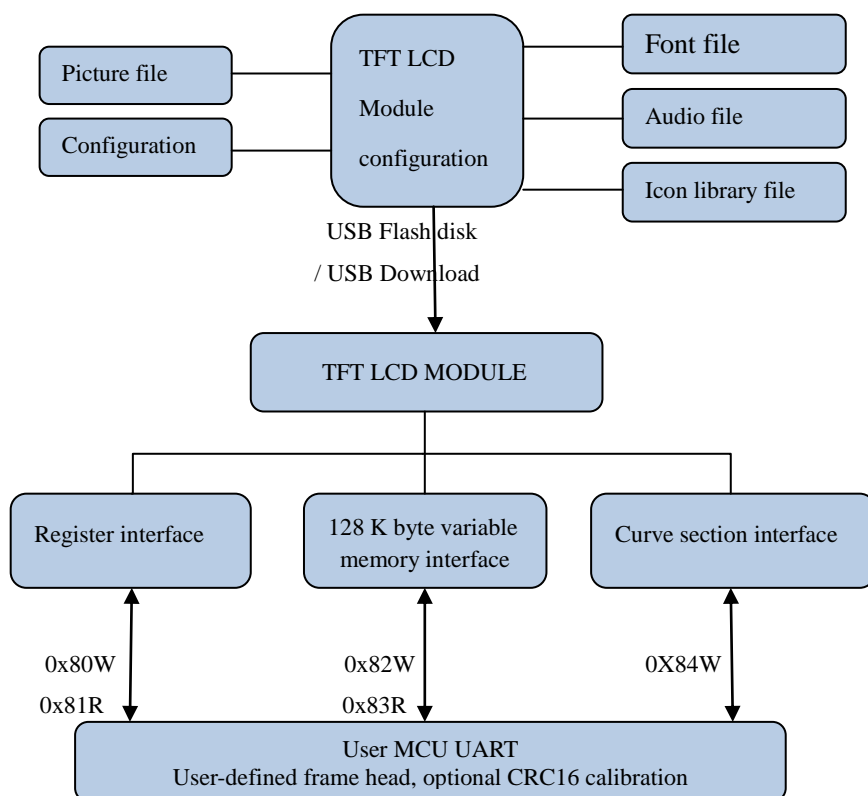 Picture file
Configuration
TFT LCD
Module
configuration
Font file
Audio file
Icon library file
USB Flash disk
/ USB Download
TFT LCD MODULE
Register interface
128 K byte variable
memory interface
Curve section interface
0x80W
0x81R
0x82W
0x83R
0X84W
User MCU UART
User-defined frame head, optional CRC16 calibration